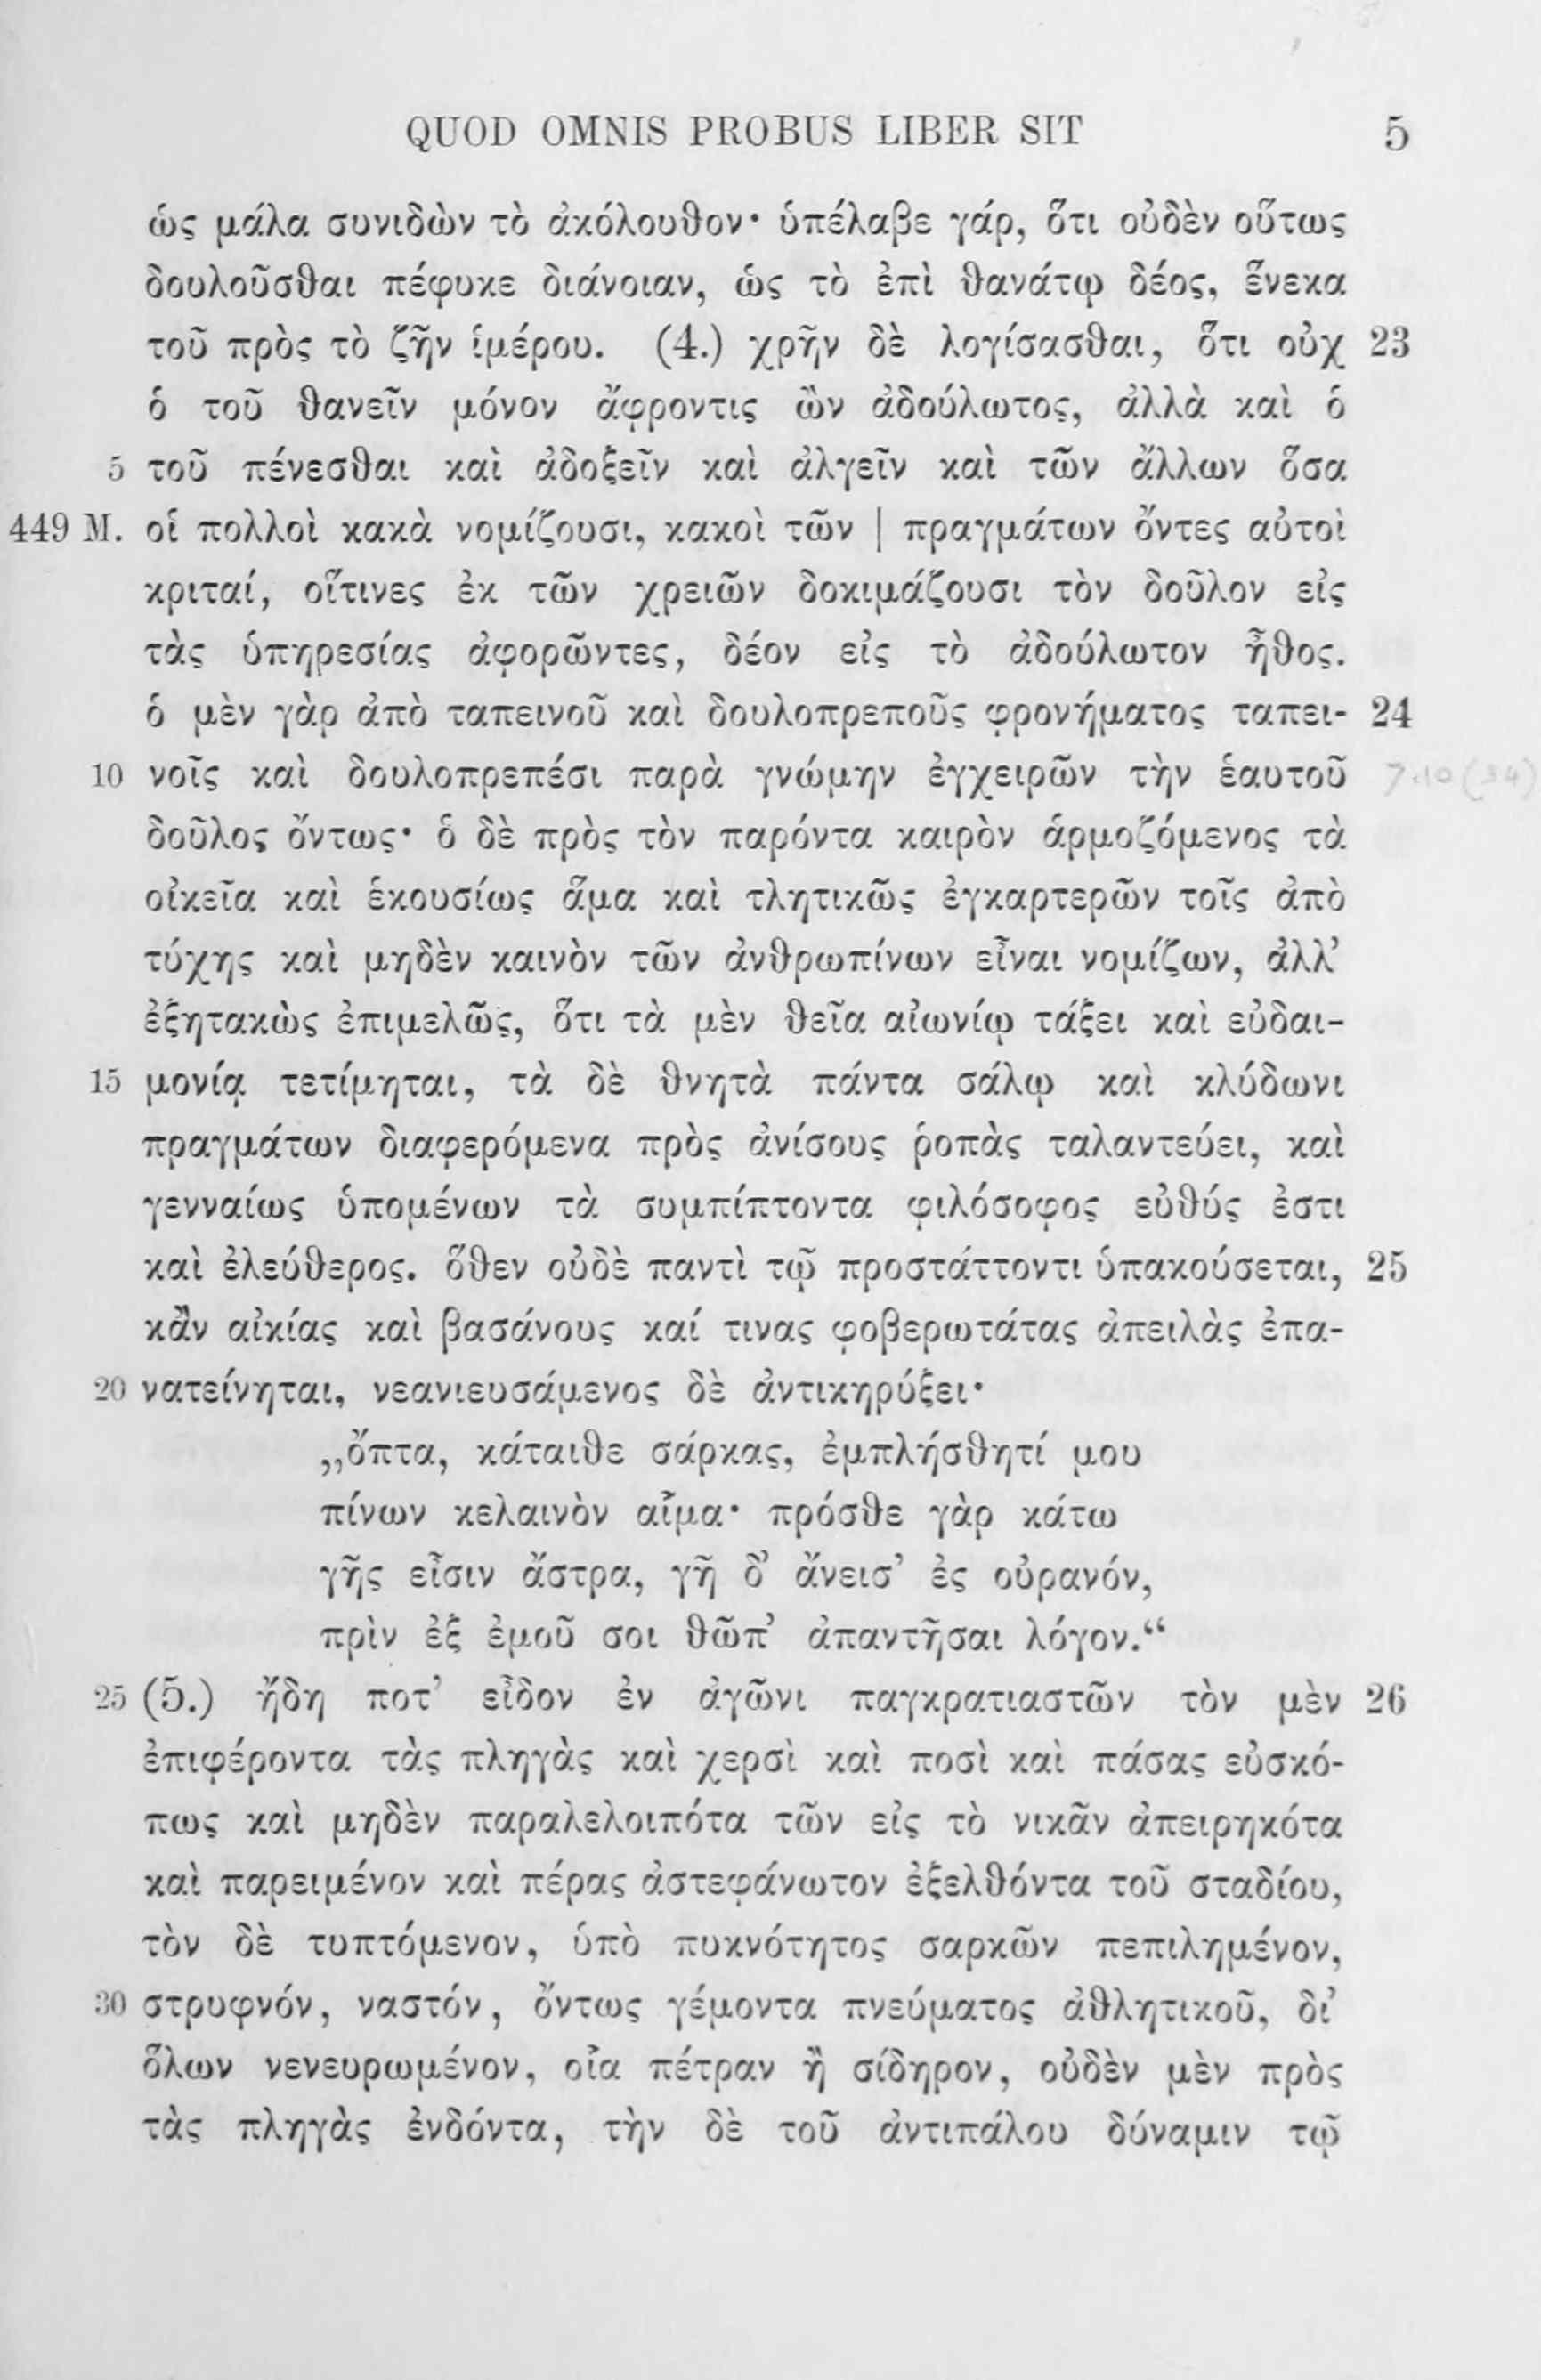 QUOD OMNIS PROBUS LIBER SIT 5
ὡς μάλα συνιδὼν τὸ ἀκόλουθον· ὑπέλαβε γάρ, ὅτι οὐδὲν οὕτως
δουλοῦσθαι πέφυκε διάνοιαν, ὡς τὸ ἐπὶ θανάτῳ δέος, ἕνεκα
τοῦ πρὸς τὸ ζῆν ἱμέρου. (4.) χρῆν δὲ λογίσασθαι, ὅτι οὐχ 23
ὁ τοῦ θανεῖν μόνον ἄφροντις ὢν ἀδούλωτος, ἀλλὰ καὶ ὁ
5 τοῦ πένεσθαι καὶ ἀδοξεῖν καὶ ἀλγεῖν καὶ τῶν ἄλλων ὅσα
449 M. οἱ πολλοὶ κακὰ νομίζουσι, κακοὶ τῶν | πραγμάτων ὄντες αὐτοὶ
κριταί, οἵτινες ἐκ τῶν χρειῶν δοκιμάζουσι τὸν δοῦλον εἰς
τὰς ὑπηρεσίας ἀφορῶντες, δέον εἰς τὸ ἀδούλωτον ἦθος.
ὁ μὲν γὰρ ἀπὸ ταπεινοῦ καὶ δουλοπρεποῦς φρονήματος ταπει- 24
10 νοῖς καὶ δουλοπρεπέσι παρὰ γνώμην ἐγχειρῶν τὴν ἑαυτοῦ
δοῦλος ὄντως· ὁ δὲ πρὸς τὸν παρόντα καιρὸν ἁρμοζόμενος τὰ
οἰκεῖα καὶ ἑκουσίως ἅμα καὶ τλητικῶς ἐγκαρτερῶν τοῖς ἀπὸ
τύχης καὶ μηδὲν καινὸν τῶν ἀνθρωπίνων εἶναι νομίζων, ἀλλ’
ἐξητακὼς ἐπιμελῶς, ὅτι τὰ μὲν θεῖα αἰωνίῳ τάξει καὶ εὐδαι-
15 μονίᾳ τετίμηται, τὰ δὲ θνητὰ πάντα σάλῳ καὶ κλύδωνι
πραγμάτων διαφερόμενα πρὸς ἀνίσους ῥοπὰς ταλαντεύει, καὶ
γενναίως ὑπομένων τὰ συμπίπτοντα φιλόσοφος εὐθύς ἐστι
καὶ ἐλεύθερος. ὅθεν οὐδὲ παντὶ τῷ προστάττοντι ὑπακούσεται, 25
κἂν αἰκίας καὶ βασάνους καί τινας φοβερωτάτας ἀπειλὰς ἐπα-
20 νατείνηται, νεανιευσάμενος δὲ ἀντικηρύξει·
„ὄπτα, κάταιθε σάρκας, ἐμπλήσθητί μου
πίνων κελαινὸν αἷμα· πρόσθε γὰρ κάτω
γῆς εἶσιν ἄστρα, γῆ δ’ ἄνεισ’ ἐς οὐρανόν,
πρὶν ἐξ ἐμοῦ σοι θῶπ’ ἀπαντῆσαι λόγον.“
25 (5.) ἤδη ποτ’ εἶδον ἐν ἀγῶνι παγκρατιαστῶν τὸν μὲν 26
ἐπιφέροντα τὰς πληγὰς καὶ χερσὶ καὶ ποσὶ καὶ πάσας εὐσκό-
πως καὶ μηδὲν παραλελοιπότα τῶν εἰς τὸ νικᾶν ἀπειρηκότα
καὶ παρειμένον καὶ πέρας ἀστεφάνωτον ἐξελθόντα τοῦ σταδίου,
τὸν δὲ τυπτόμενον, ὑπὸ πυκνότητος σαρκῶν πεπιλημένον,
30 στρυφνόν, ναστόν, ὄντως γέμοντα πνεύματος ἀθλητικοῦ, δι’
ὅλων νενευρωμένον, οἷα πέτραν ἢ σίδηρον, οὐδὲν μὲν πρὸς
τὰς πληγὰς ἐνδόντα, τὴν δὲ τοῦ ἀντιπάλου δύναμιν τῷ